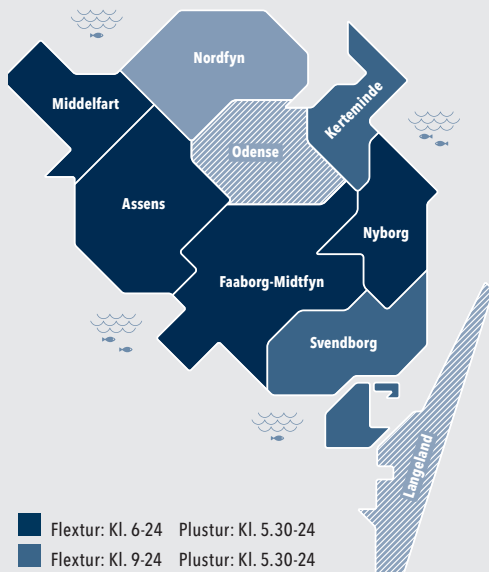 Nordfyn
Middelfart
Kerteminde
Odense
Assens
Nyborg
Faaborg-Midtfyn
Svendborg
Langeland
Flextur: Kl. 6-24 Plustur: Kl. 5.30-24
Flextur: Kl. 9-24 Plustur: Kl. 5.30-24